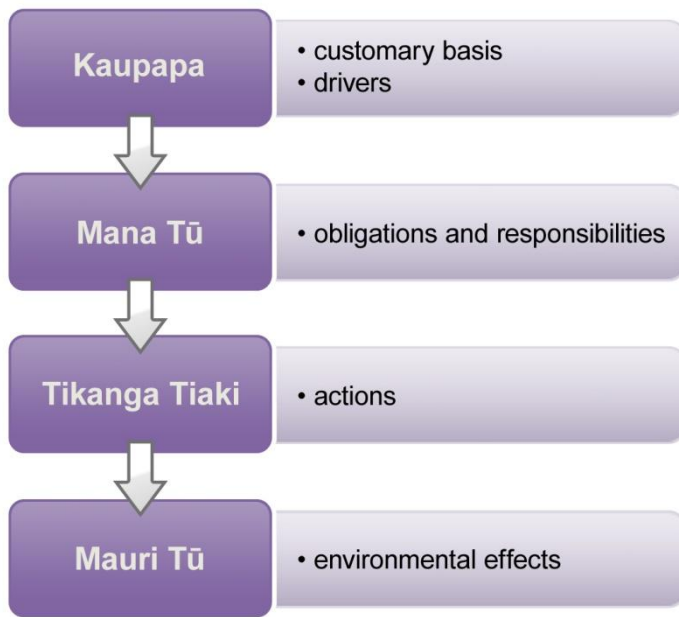 Kaupapa
• customary basis
• drivers
Mana Tū
• obligations and responsibilities
Tikanga Tiaki
• actions
Mauri Tū
• environmental effects